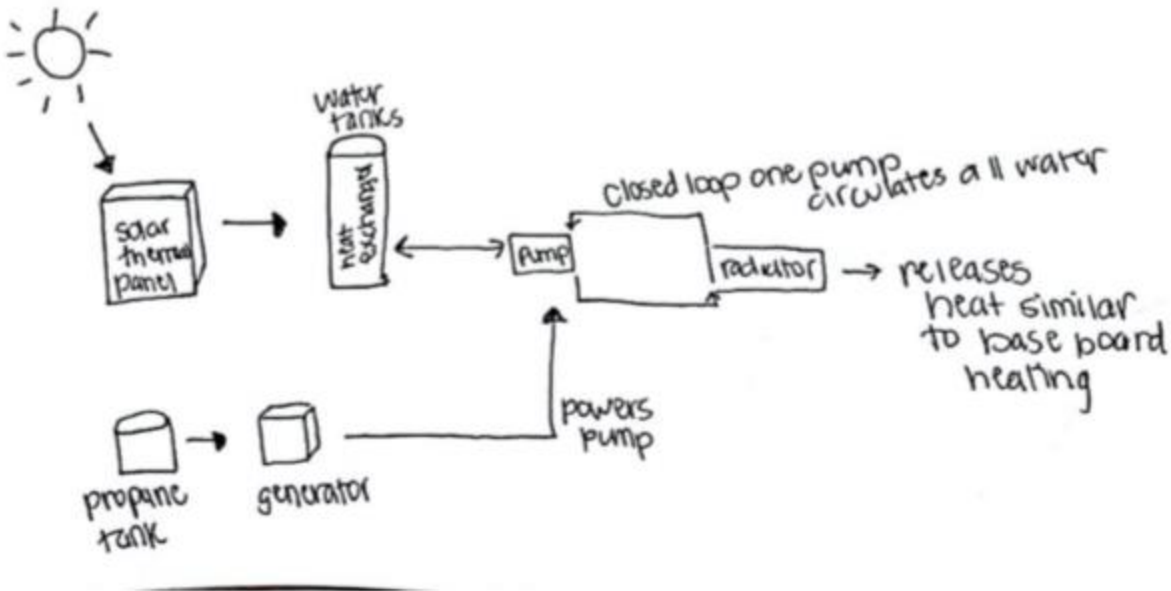 water
tanks
heat
exchanger
solar
thermal
panel
closed loop one pump
circulates all water
pump
radiator
releases
heat similar
to base board
heating
powers
pump
propane
tank
generator